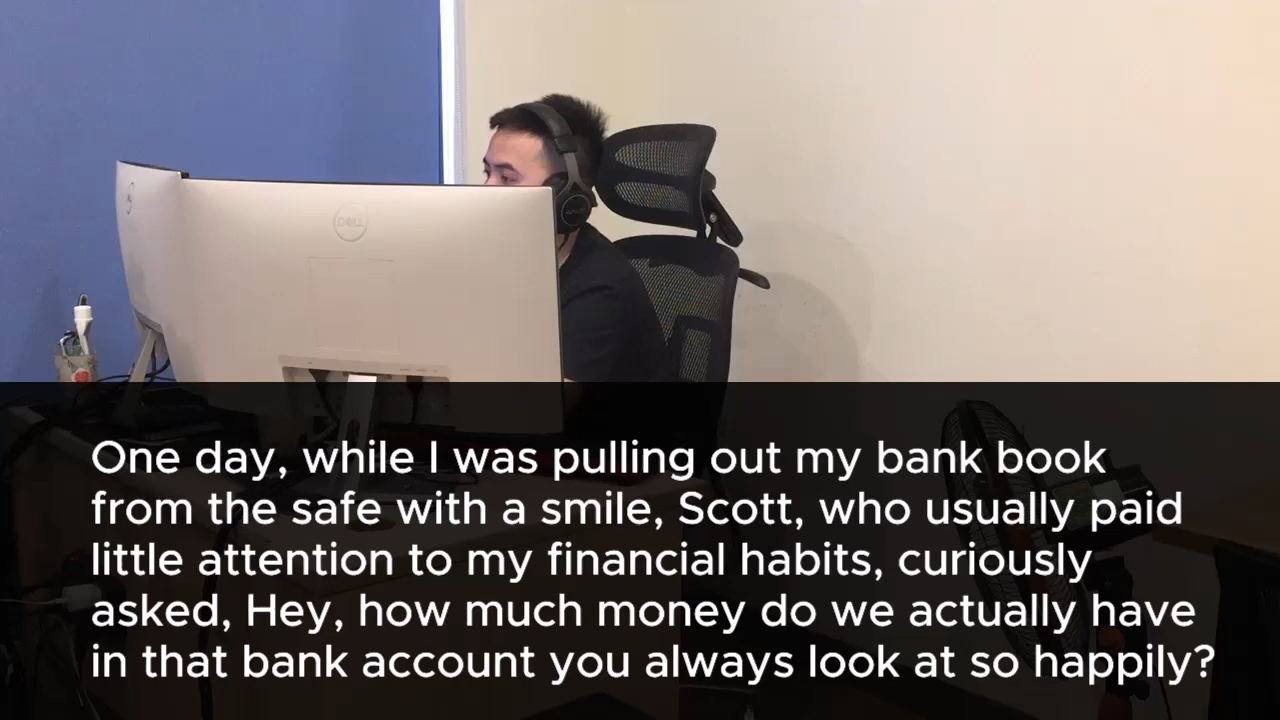 DELL
One day, while I was pulling out my bank book
from the safe with a smile, Scott, who usually paid
little attention to my financial habits, curiously
asked, Hey, how much money do we actually have
in that bank account you always look at so happily?